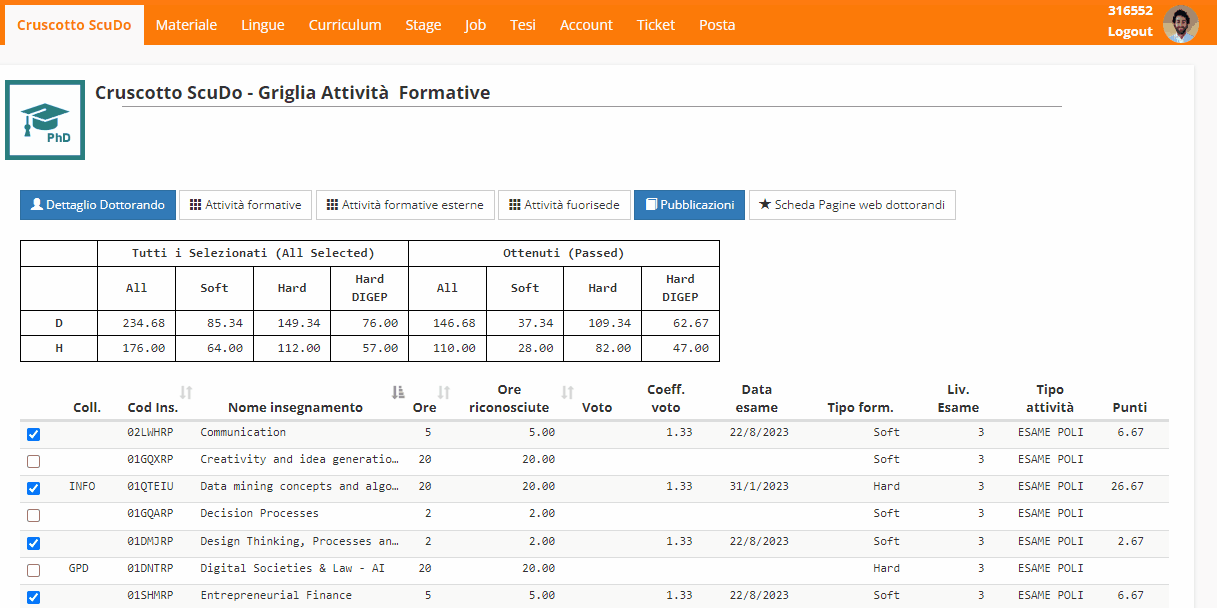 Cruscotto ScuDo Materiale Lingue Curriculum Stage Job Tesi Account Ticket Posta 316552
Logout
PhD
Cruscotto ScuDo - Griglia Attività Formative
Dettaglio Dottorando Attività formative Attività formative esterne Attività fuorisede Pubblicazioni Scheda Pagine web dottorandi
Tutti i Selezionati (All Selected) Ottenuti (Passed)
All Soft Hard Hard DIGEP All Soft Hard Hard DIGEP
D 234.68 85.34 149.34 76.00 146.68 37.34 109.34 62.67
H 176.00 64.00 112.00 57.00 110.00 28.00 82.00 47.00
Coll. Cod Ins. Nome insegnamento Ore Ore riconosciute Voto Coeff. voto Data esame Tipo form. Liv. Esame Tipo attività Punti
02LWHRP Communication 5 5.00 1.33 22/8/2023 Soft 3 ESAME POLI 6.67
01GQXRP Creativity and idea generatio… 20 20.00 Soft 3 ESAME POLI
INFO 01QTEIU Data mining concepts and algo… 20 20.00 1.33 31/1/2023 Hard 3 ESAME POLI 26.67
01GQARP Decision Processes 2 2.00 Soft 3 ESAME POLI
01DMJRP Design Thinking, Processes an… 2 2.00 1.33 22/8/2023 Soft 3 ESAME POLI 2.67
GPD 01DNTRP Digital Societies & Law - AI 20 20.00 Hard 3 ESAME POLI
01SHMRP Entrepreneurial Finance 5 5.00 1.33 22/8/2023 Soft 3 ESAME POLI 6.67